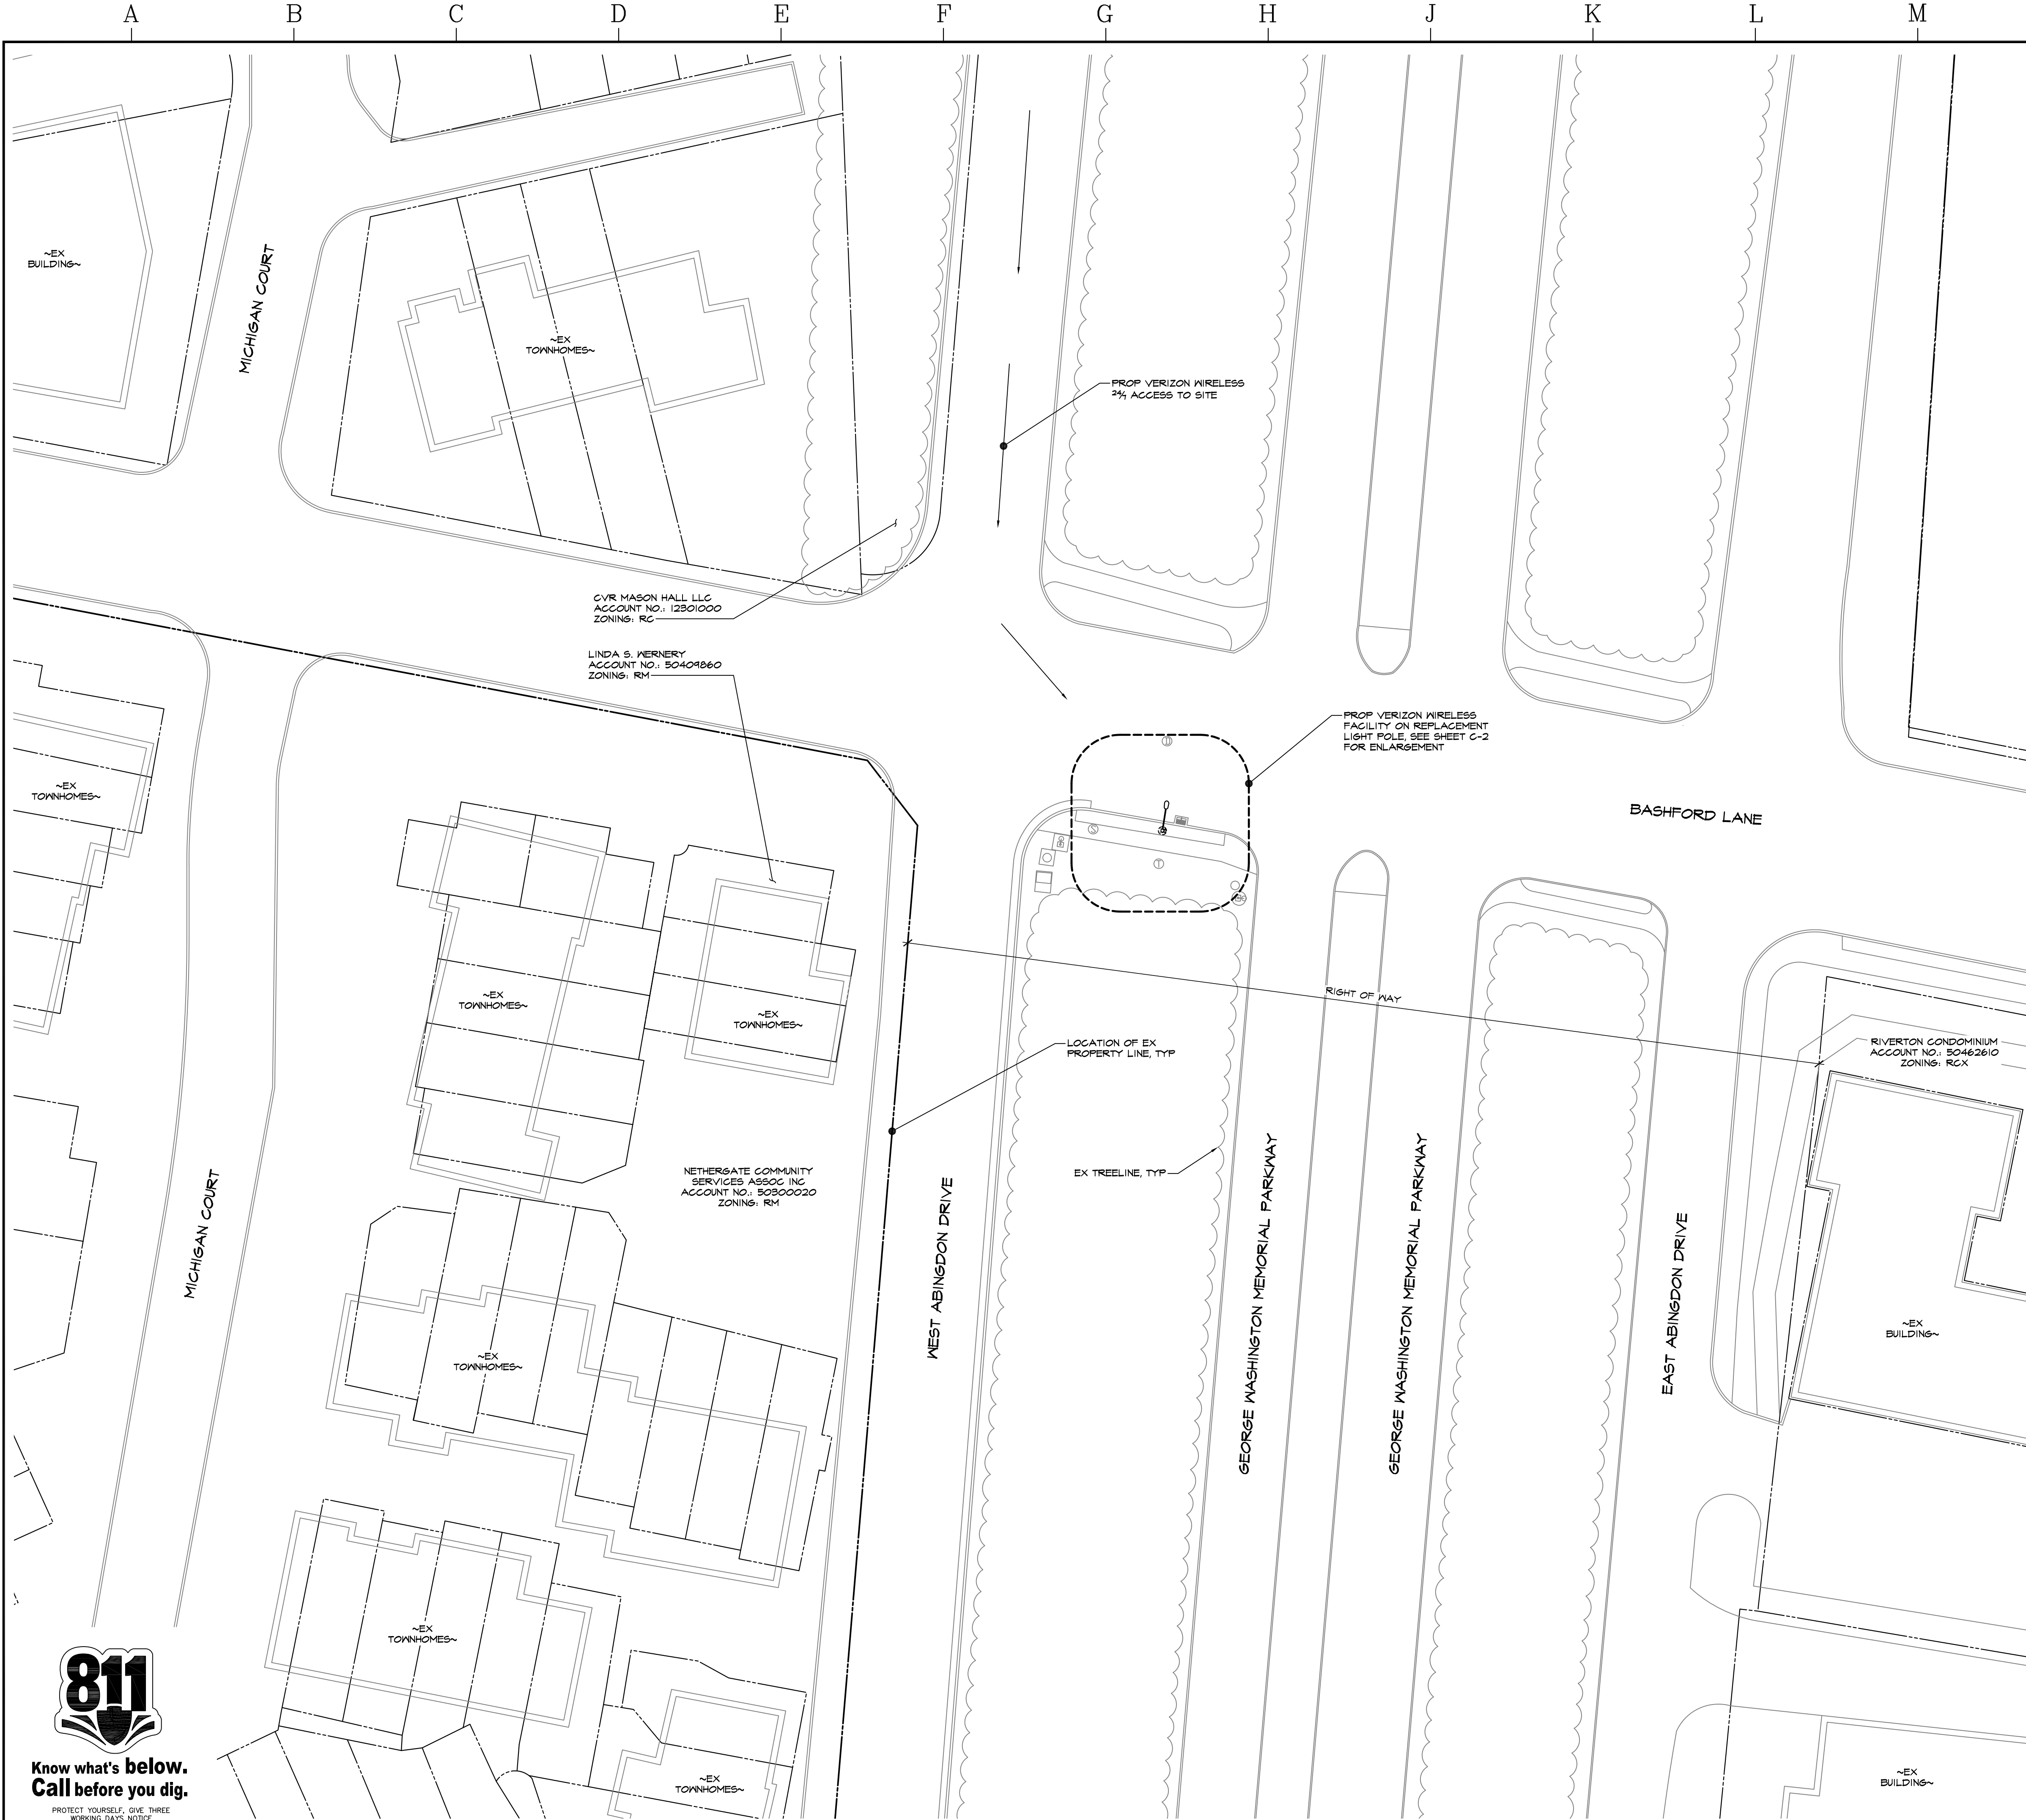 A B C D E F G H J K L M
~EX
BUILDING~
MICHIGAN COURT
~EX
TOWNHOMES~
PROP VERIZON WIRELESS
24/7 ACCESS TO SITE
CVR MASON HALL LLC
ACCOUNT NO.: 12301000
ZONING: RC
LINDA S. WERNERY
ACCOUNT NO.: 50409860
ZONING: RM
PROP VERIZON WIRELESS
FACILITY ON REPLACEMENT
LIGHT POLE, SEE SHEET C-2
FOR ENLARGEMENT
BASHFORD LANE
~EX
TOWNHOMES~
D
S
T
~EX
TOWNHOMES~
~EX
TOWNHOMES~
RIGHT OF WAY
LOCATION OF EX
PROPERTY LINE, TYP
RIVERTON CONDOMINIUM
ACCOUNT NO.: 50462610
ZONING: RCX
EX TREELINE, TYP
NETHERGATE COMMUNITY
SERVICES ASSOC INC
ACCOUNT NO.: 50300020
ZONING: RM
MICHIGAN COURT
WEST ABINGDON DRIVE
GEORGE WASHINGTON MEMORIAL PARKWAY
GEORGE WASHINGTON MEMORIAL PARKWAY
EAST ABINGDON DRIVE
~EX
BUILDING~
~EX
TOWNHOMES~
~EX
TOWNHOMES~
~EX
TOWNHOMES~
~EX
BUILDING~
811
Know what's below.
Call before you dig.
PROTECT YOURSELF, GIVE THREE
WORKING DAYS NOTICE